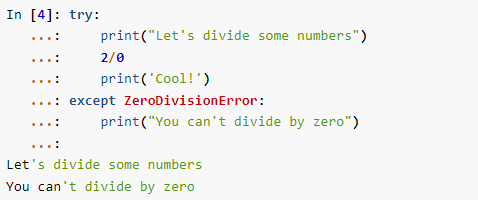 In [4]: try:
   ...:     print("Let's divide some numbers")
   ...:     2/0
   ...:     print('Cool!')
   ...: except ZeroDivisionError:
   ...:     print("You can't divide by zero")
   ...:
Let's divide some numbers
You can't divide by zero